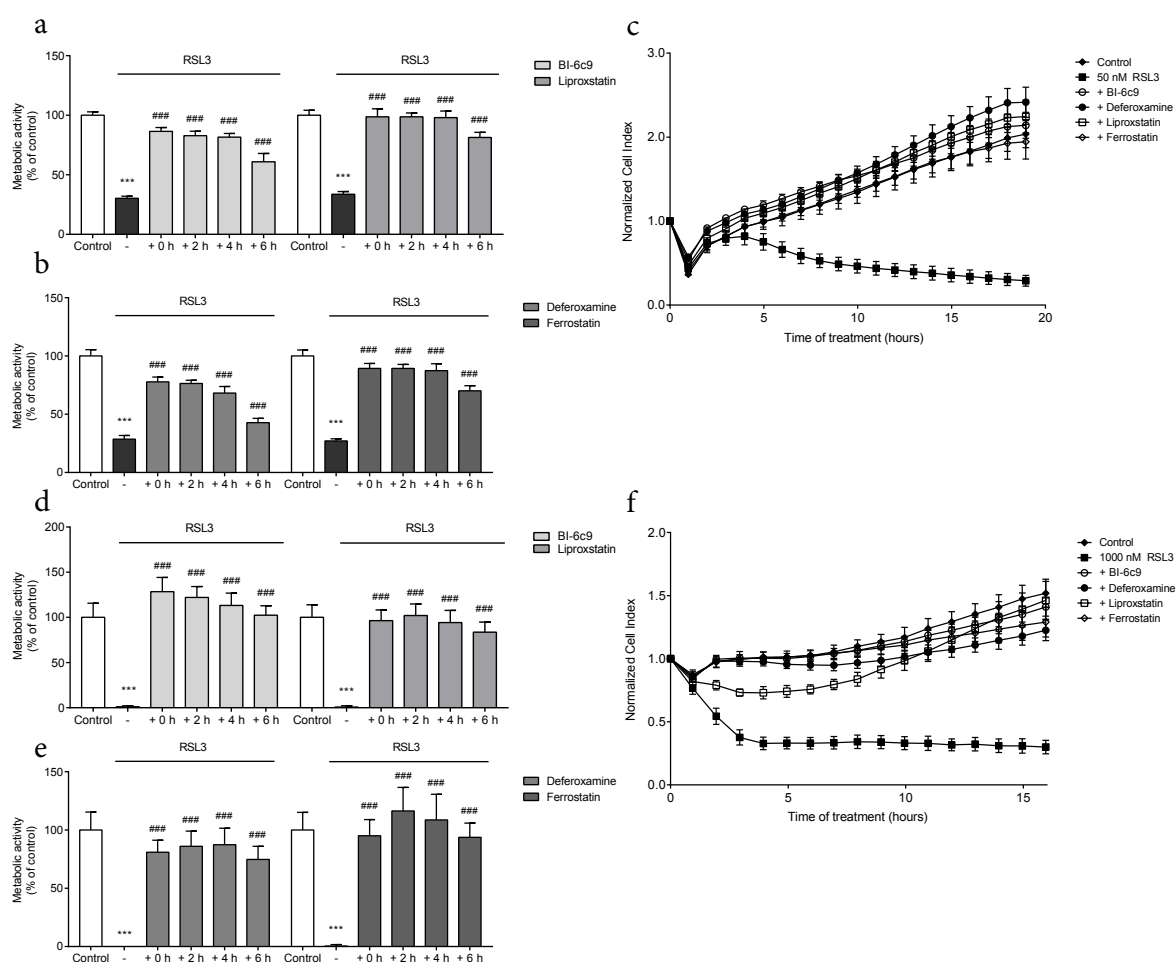 a
RSL3
RSL3
BI-6c9
Liproxstatin
Metabolic activity
(% of control)
150
100
50
0
***
###
###
###
###
***
###
###
###
###
Control
-
+ 0 h
+ 2 h
+ 4 h
+ 6 h
Control
-
+ 0h
+ 2h
+ 4h
+ 6h
b
RSL3
RSL3
Deferoxamine
Ferrostatin
Metabolic activity
(% of control)
150
100
50
0
***
###
###
###
###
***
###
###
###
###
Control
-
+ 0 h
+ 2 h
+ 4 h
+ 6 h
Control
-
+ 0 h
+ 2 h
+ 4 h
+ 6 h
c
Normalized Cell Index
3.0
2.0
1.0
0.0
0
5
10
15
20
Time of treatment (hours)
Control
50 nM RSL3
+ BI-6c9
+ Deferoxamine
+ Liproxstatin
+ Ferrostatin
d
RSL3
RSL3
BI-6c9
Liproxstatin
Metabolic activity
(% of control)
200
150
100
50
0
***
###
###
###
###
***
###
###
###
###
Control
-
+ 0 h
+ 2 h
+ 4 h
+ 6 h
Control
-
+ 0 h
+ 2 h
+ 4 h
+ 6 h
e
RSL3
RSL3
Deferoxamine
Ferrostatin
Metabolic activity
(% of control)
150
100
50
0
***
###
###
###
###
***
###
###
###
###
Control
-
+ 0 h
+ 2 h
+ 4 h
+ 6 h
Control
-
+ 0 h
+ 2 h
+ 4 h
+ 6 h
f
Normalized Cell Index
2.0
1.5
1.0
0.5
0.0
0
5
10
15
Time of treatment (hours)
Control
1000 nM RSL3
+ BI-6c9
+ Deferoxamine
+ Liproxstatin
+ Ferrostatin